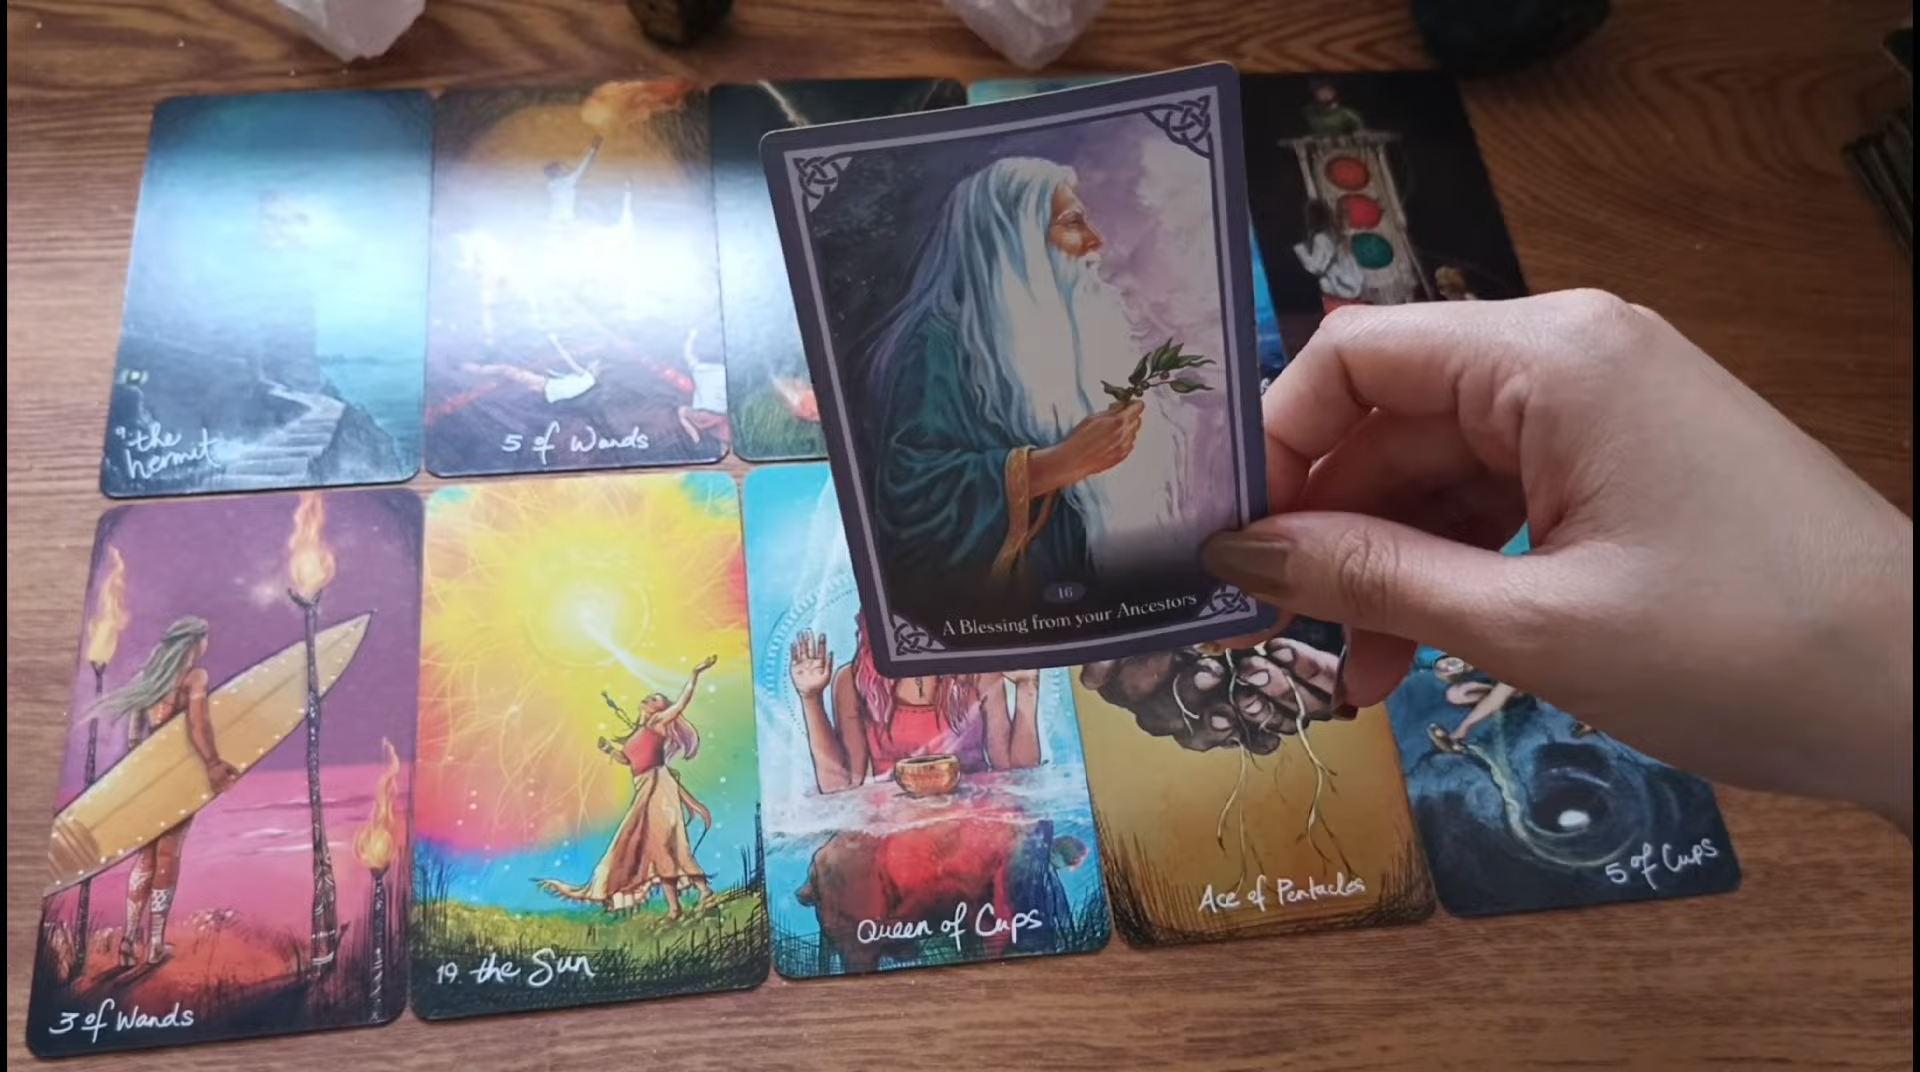 9 the
hermit
5 of Wands
16
A Blessing from your Ancestors
3 of Wands
19. the Sun
Queen of Cups
Ace of Pentacles
5 of Cups